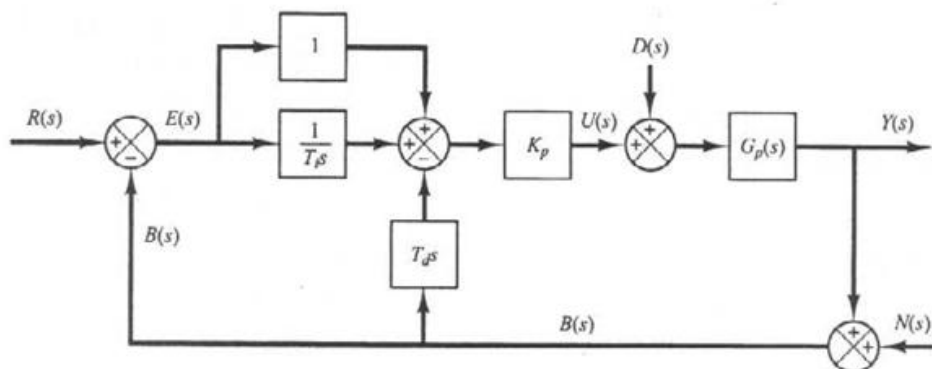 1
D(s)
R(s)
E(s)
1
T_i s
K_p
U(s)
G_p(s)
Y(s)
B(s)
T_d s
B(s)
N(s)
+
−
+
+
−
+
+
+
+